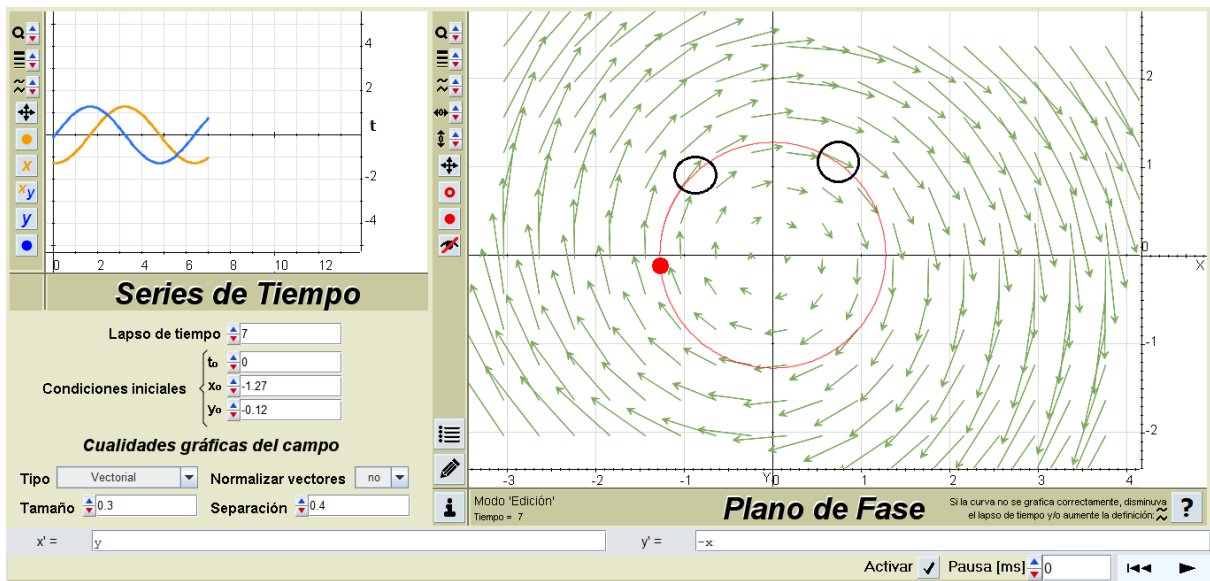 4
2
t
-2
-4
x
xy
y
0 2 4 6 8 10 12
Series de Tiempo
Lapso de tiempo 7
Condiciones iniciales
to 0
xo -1.27
yo -0.12
Cualidades gráficas del campo
Tipo Vectorial Normalizar vectores no
Tamaño 0.3 Separación 0.4
2
1
0
X
-1
-2
-3 -2 -1 Y 0 1 2 3 4
Modo 'Edición'
Tiempo = 7
Plano de Fase
Si la curva no se grafica correctamente, disminuya
el lapso de tiempo y/o aumente la definición:
?
x' = y y' = -x
Activar Pausa [ms] 0